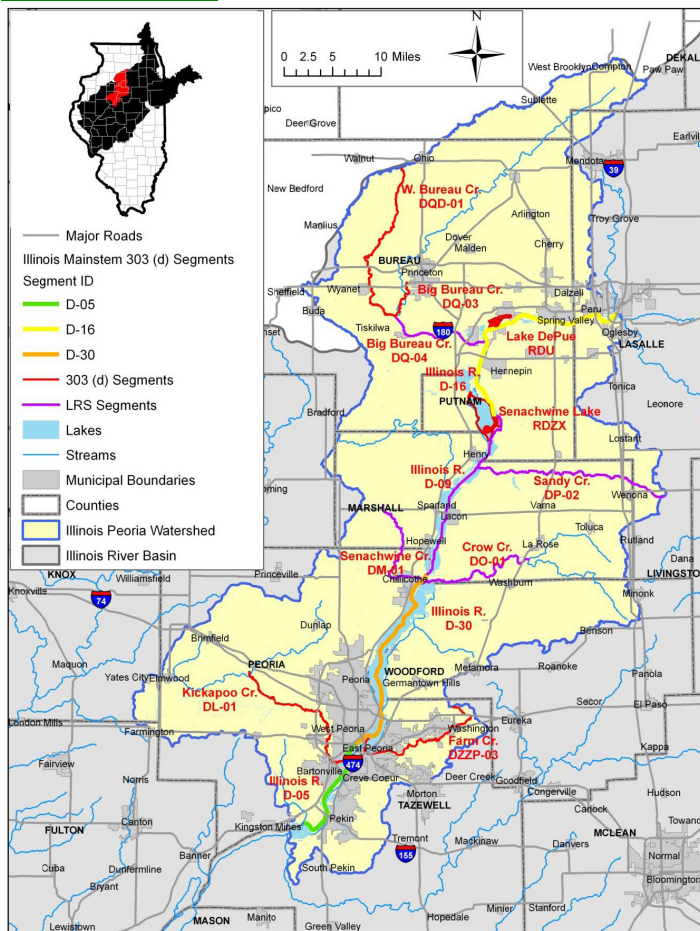 N
0 2.5 5 10 Miles
Major Roads
Illinois Mainstem 303 (d) Segments
Segment ID
D-05
D-16
D-30
303 (d) Segments
LRS Segments
Lakes
Streams
Municipal Boundaries
Counties
Illinois Peoria Watershed
Illinois River Basin
DEKAL
West Brooklyn
Compton
Paw Paw
Sublette
pico
Deer Grove
Earlvi
Walnut
Ohio
Mendota
39
New Bedford
W. Bureau Cr.
DQD-01
Arlington
Troy Grove
Manlius
Dover
Malden
Cherry
BUREAU
Princeton
Sheffield
Wyanet
Big Bureau Cr.
DQ-03
Dalzell
Peru
Buda
Spring Valley
Oglesby
Tiskilwa
180
LASALLE
Big Bureau Cr.
DQ-04
Lake DePue
RDU
Illinois R.
D-16
Hennepin
Tonica
PUTNAM
Leonore
Bradford
Senachwine Lake
RDZX
Lostant
Henry
Illinois R.
D-09
Sandy Cr.
DP-02
Wenona
oming
Sparland
Varna
MARSHALL
Lacon
Toluca
Rutland
Hopewell
La Rose
Dana
Senachwine Cr.
DM-01
Crow Cr.
DO-01
KNOX
Williamsfield
Princeville
Chillicothe
Washburn
LIVINGSTO
Knoxville
Minonk
74
Illinois R.
D-30
Dunlap
Benson
Brimfield
Maquon
PEORIA
WOODFORD
Metamora
Roanoke
Panola
Yates City
Elmwood
Peoria
Germantown Hills
Kickapoo Cr.
DL-01
Secor
El Paso
London Mills
Farmington
West Peoria
Washington
Eureka
Kappa
Fairview
East Peoria
Farm Cr.
DZZP-03
Bartonville
474
Creve Coeur
Deer Creek
Goodfield
Norris
Illinois R.
D-05
Morton
Congerville
Hudson
TAZEWELL
Carlock
Canton
Kingston Mines
Pekin
Towand
FULTON
Tremont
Mackinaw
Danvers
MCLEAN
Banner
155
Normal
Cuba
Dunfermline
South Pekin
Bryant
Bloomington
Minier
Stanford
Lewistown
MASON
Manito
Green Valley
Hopedale